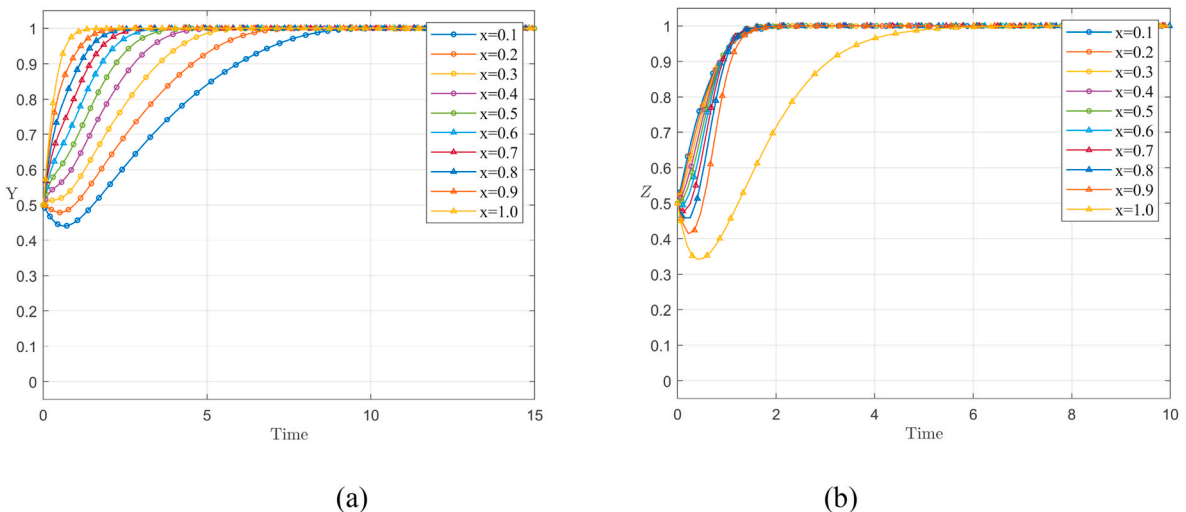 1
0.9
0.8
0.7
0.6
0.5
0.4
0.3
0.2
0.1
0
Y
0 5 10 15
Time
x=0.1
x=0.2
x=0.3
x=0.4
x=0.5
x=0.6
x=0.7
x=0.8
x=0.9
x=1.0
(a)
1
0.9
0.8
0.7
0.6
0.5
0.4
0.3
0.2
0.1
0
Z
0 2 4 6 8 10
Time
x=0.1
x=0.2
x=0.3
x=0.4
x=0.5
x=0.6
x=0.7
x=0.8
x=0.9
x=1.0
(b)